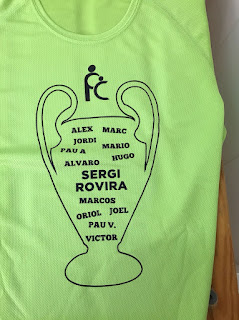 FC
ALEX MARC
JORDI
PAU A MARIO
ALVARO HUGO
SERGI
ROVIRA
MARCOS
ORIOL JOEL
PAU V.
VICTOR